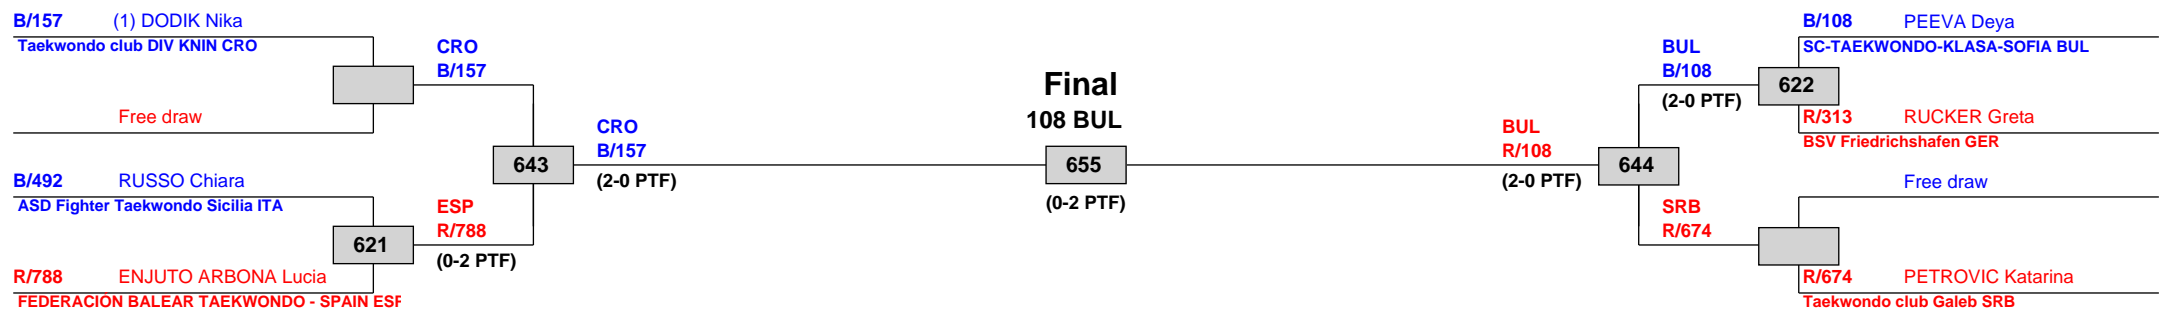 B/157 (1) DODIK Nika
Taekwondo club DIV KNIN CRO
Free draw
CRO
B/157
B/492 RUSSO Chiara
ASD Fighter Taekwondo Sicilia ITA
621
R/788 ENJUTO ARBONA Lucia
FEDERACIÓN BALEAR TAEKWONDO - SPAIN ESP
ESP
R/788
(0-2 PTF)
643
CRO
B/157
(2-0 PTF)
Final
108 BUL
655
(0-2 PTF)
BUL
R/108
(2-0 PTF)
644
BUL
B/108
(2-0 PTF)
SRB
R/674
B/108 PEEVA Deya
SC-TAEKWONDO-KLASA-SOFIA BUL
622
R/313 RUCKER Greta
BSV Friedrichshafen GER
Free draw
R/674 PETROVIC Katarina
Taekwondo club Galeb SRB